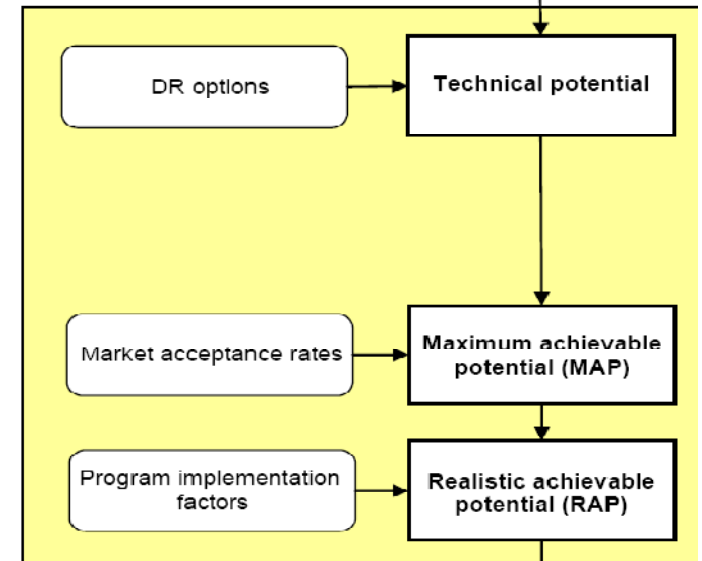 DR options
Technical potential
Market acceptance rates
Maximum achievable
potential (MAP)
Program implementation
factors
Realistic achievable
potential (RAP)